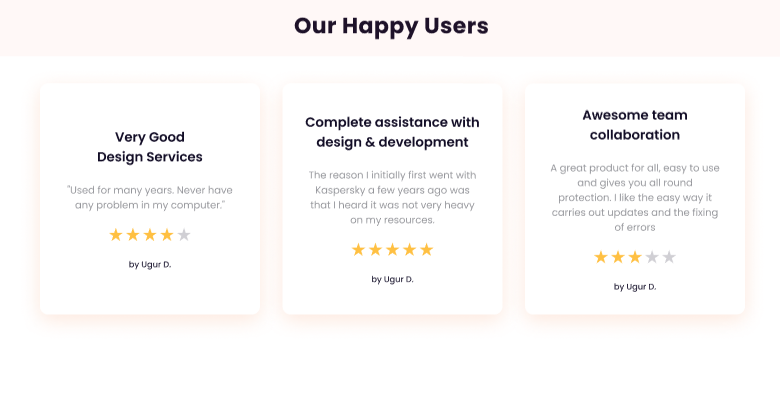 Our Happy Users
Very Good
Design Services
"Used for many years. Never have
any problem in my computer."
by Ugur D.
Complete assistance with
design & development
The reason I initially first went with
Kaspersky a few years ago was
that I heard it was not very heavy
on my resources.
by Ugur D.
Awesome team
collaboration
A great product for all, easy to use
and gives you all round
protection. I like the easy way it
carries out updates and the fixing
of errors
by Ugur D.